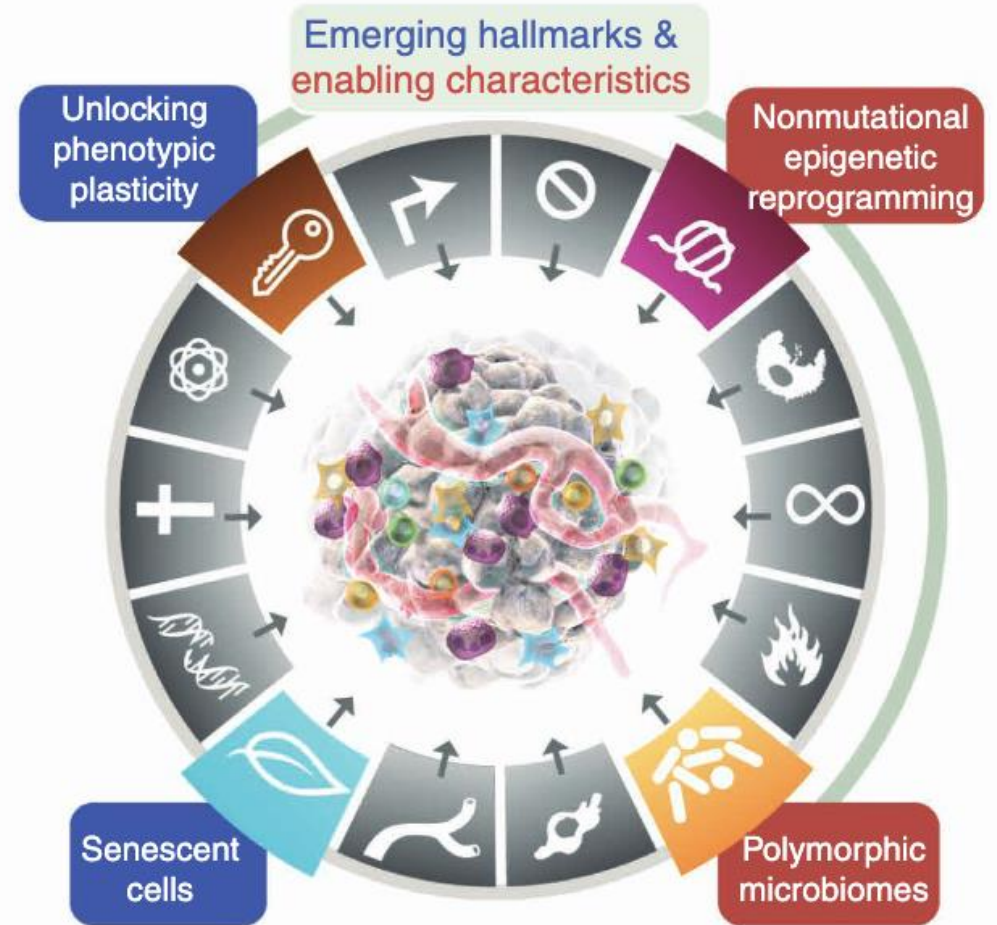 Emerging hallmarks &
enabling characteristics
Unlocking
phenotypic
plasticity
Nonmutational
epigenetic
reprogramming
Senescent
cells
Polymorphic
microbiomes